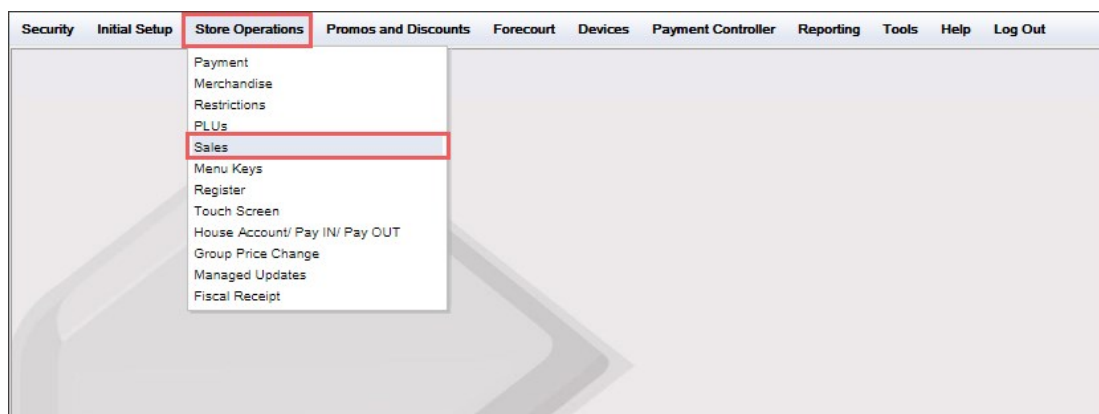 Security Initial Setup Store Operations Promos and Discounts Forecourt Devices Payment Controller Reporting Tools Help Log Out
Payment
Merchandise
Restrictions
PLUs
Sales
Menu Keys
Register
Touch Screen
House Account/ Pay IN/ Pay OUT
Group Price Change
Managed Updates
Fiscal Receipt